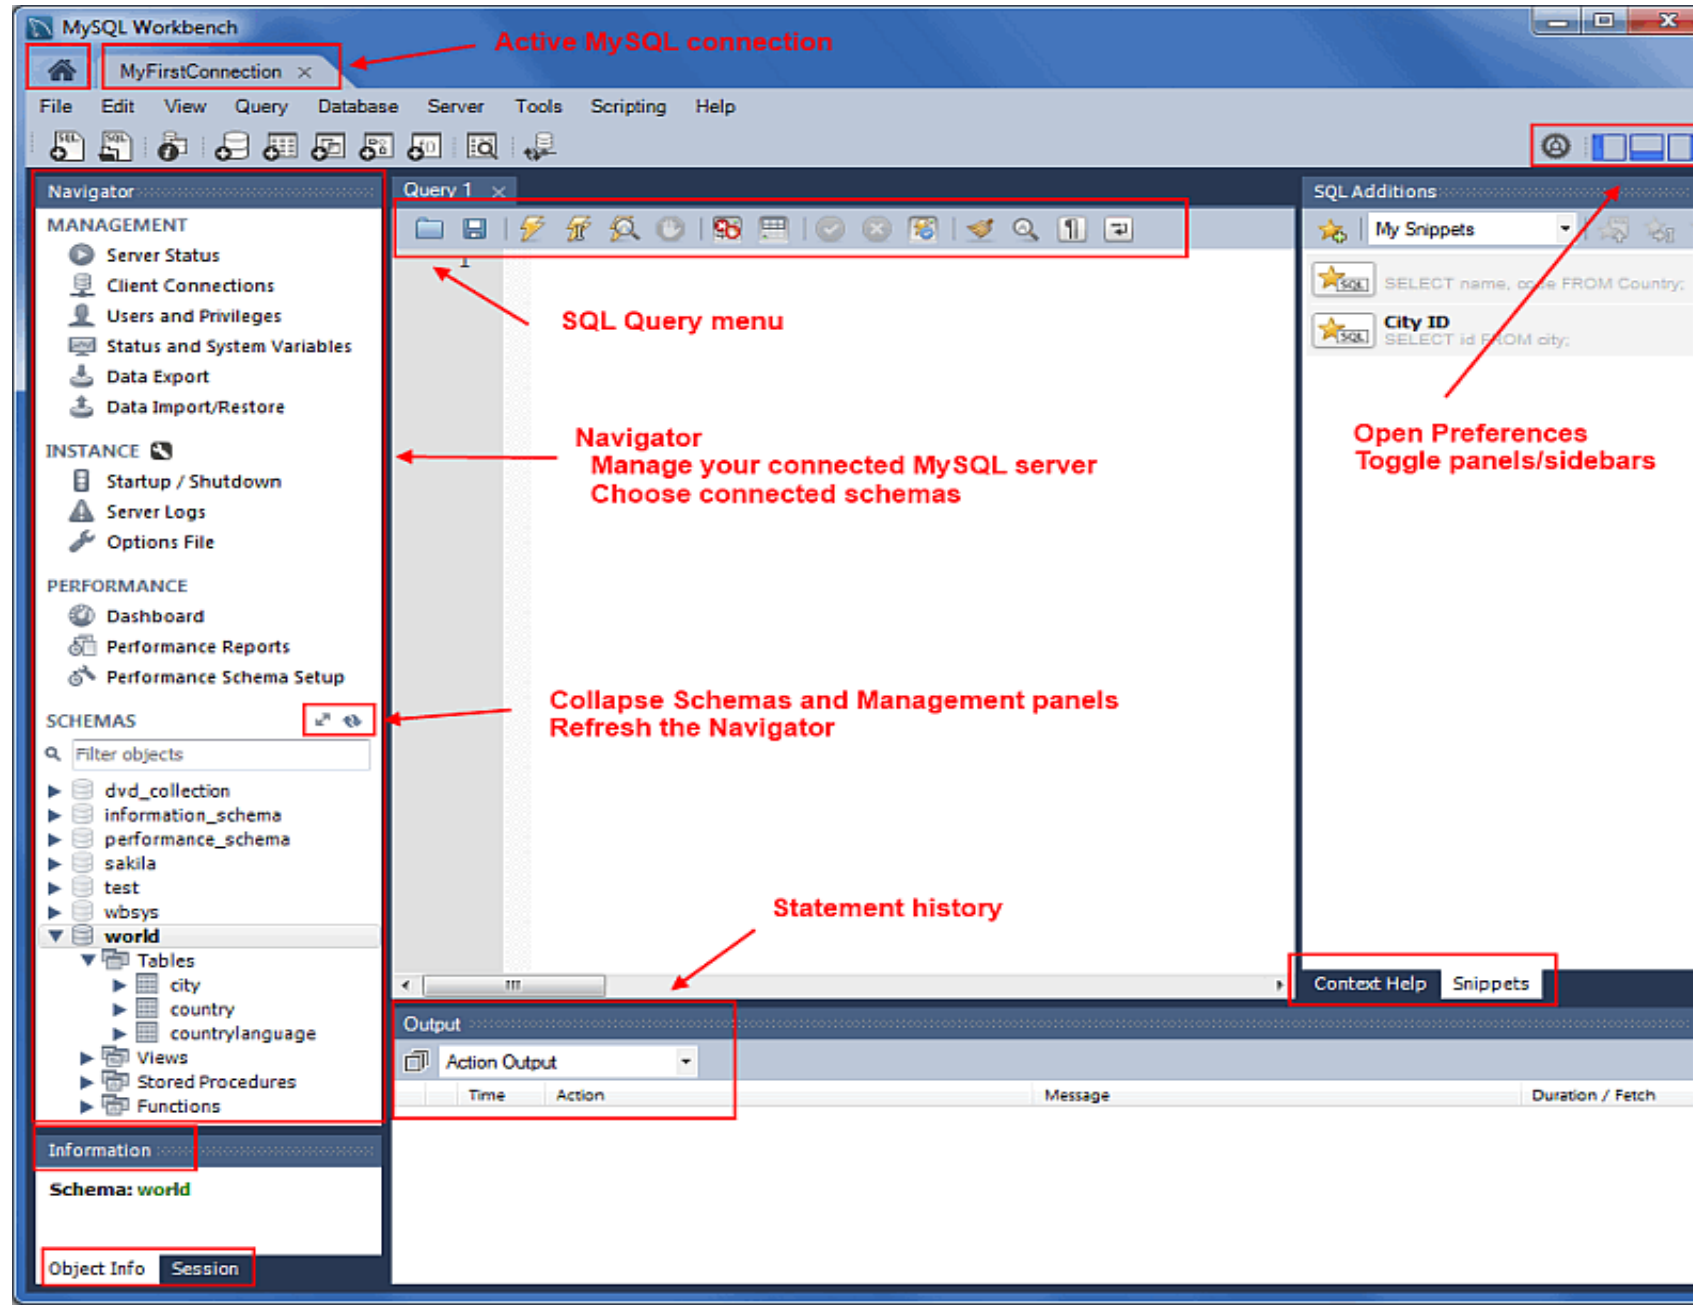 MySQL Workbench
Active MySQL connection
MyFirstConnection
File Edit View Query Database Server Tools Scripting Help
Navigator
MANAGEMENT
Server Status
Client Connections
Users and Privileges
Status and System Variables
Data Export
Data Import/Restore
INSTANCE
Startup / Shutdown
Server Logs
Options File
PERFORMANCE
Dashboard
Performance Reports
Performance Schema Setup
SCHEMAS
Filter objects
dvd_collection
information_schema
performance_schema
sakila
test
wbsys
world
Tables
city
country
countrylanguage
Views
Stored Procedures
Functions
Information
Schema: world
Object Info Session
Query 1
1
SQL Query menu
Navigator
Manage your connected MySQL server
Choose connected schemas
Collapse Schemas and Management panels
Refresh the Navigator
Statement history
SQL Additions
My Snippets
SQL SELECT name, code FROM Country;
City ID
SQL SELECT id FROM city;
Open Preferences
Toggle panels/sidebars
Context Help Snippets
Output
Action Output
Time Action Message Duration / Fetch